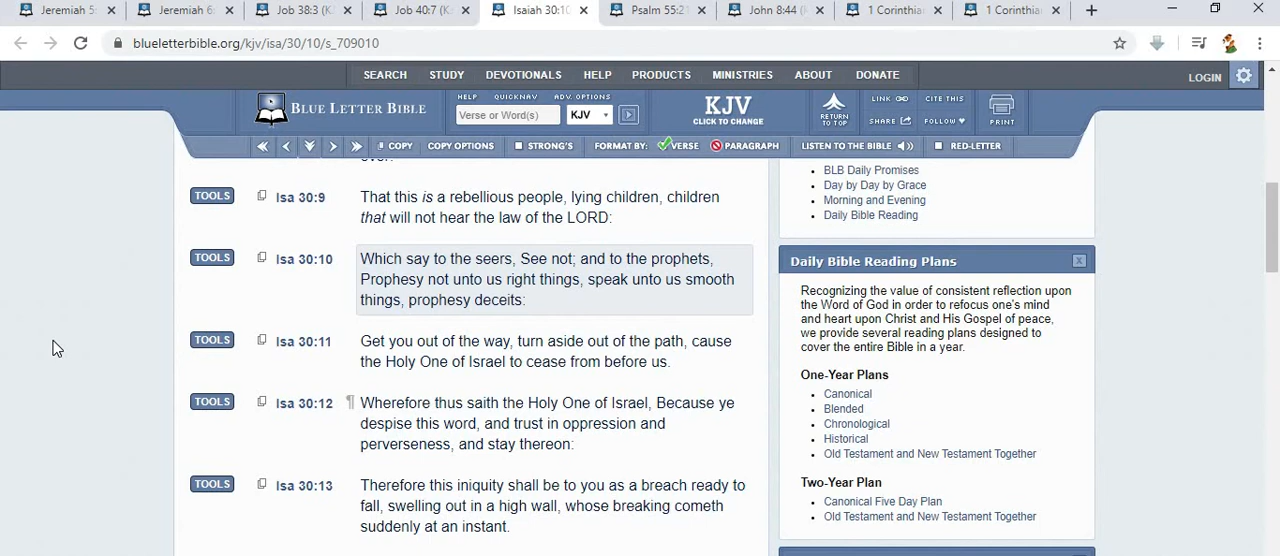 Jeremiah 5:
Jeremiah 6:
Job 38:3 (K
Job 40:7 (K
Isaiah 30:10
Psalm 55:21
John 8:44 (
1 Corinthia
1 Corinthia
blueletterbible.org/kjv/isa/30/10/s_709010
SEARCH STUDY DEVOTIONALS HELP PRODUCTS MINISTRIES ABOUT DONATE
LOGIN
BLUE LETTER BIBLE
HELP QUICKNAV ADV. OPTIONS
Verse or Word(s)
KJV
KJV
CLICK TO CHANGE
RETURN
TO TOP
LINK
CITE THIS
SHARE
FOLLOW
PRINT
COPY COPY OPTIONS STRONG'S FORMAT BY: VERSE PARAGRAPH LISTEN TO THE BIBLE RED-LETTER
over:
TOOLS Isa 30:9 That this is a rebellious people, lying children, children
that will not hear the law of the LORD:
TOOLS Isa 30:10 Which say to the seers, See not; and to the prophets,
Prophesy not unto us right things, speak unto us smooth
things, prophesy deceits:
TOOLS Isa 30:11 Get you out of the way, turn aside out of the path, cause
the Holy One of Israel to cease from before us.
TOOLS Isa 30:12 ¶ Wherefore thus saith the Holy One of Israel, Because ye
despise this word, and trust in oppression and
perverseness, and stay thereon:
TOOLS Isa 30:13 Therefore this iniquity shall be to you as a breach ready to
fall, swelling out in a high wall, whose breaking cometh
suddenly at an instant.
BLB Daily Promises
Day by Day by Grace
Morning and Evening
Daily Bible Reading
Daily Bible Reading Plans
Recognizing the value of consistent reflection upon
the Word of God in order to refocus one's mind
and heart upon Christ and His Gospel of peace,
we provide several reading plans designed to
cover the entire Bible in a year.
One-Year Plans
Canonical
Blended
Chronological
Historical
Old Testament and New Testament Together
Two-Year Plan
Canonical Five Day Plan
Old Testament and New Testament Together